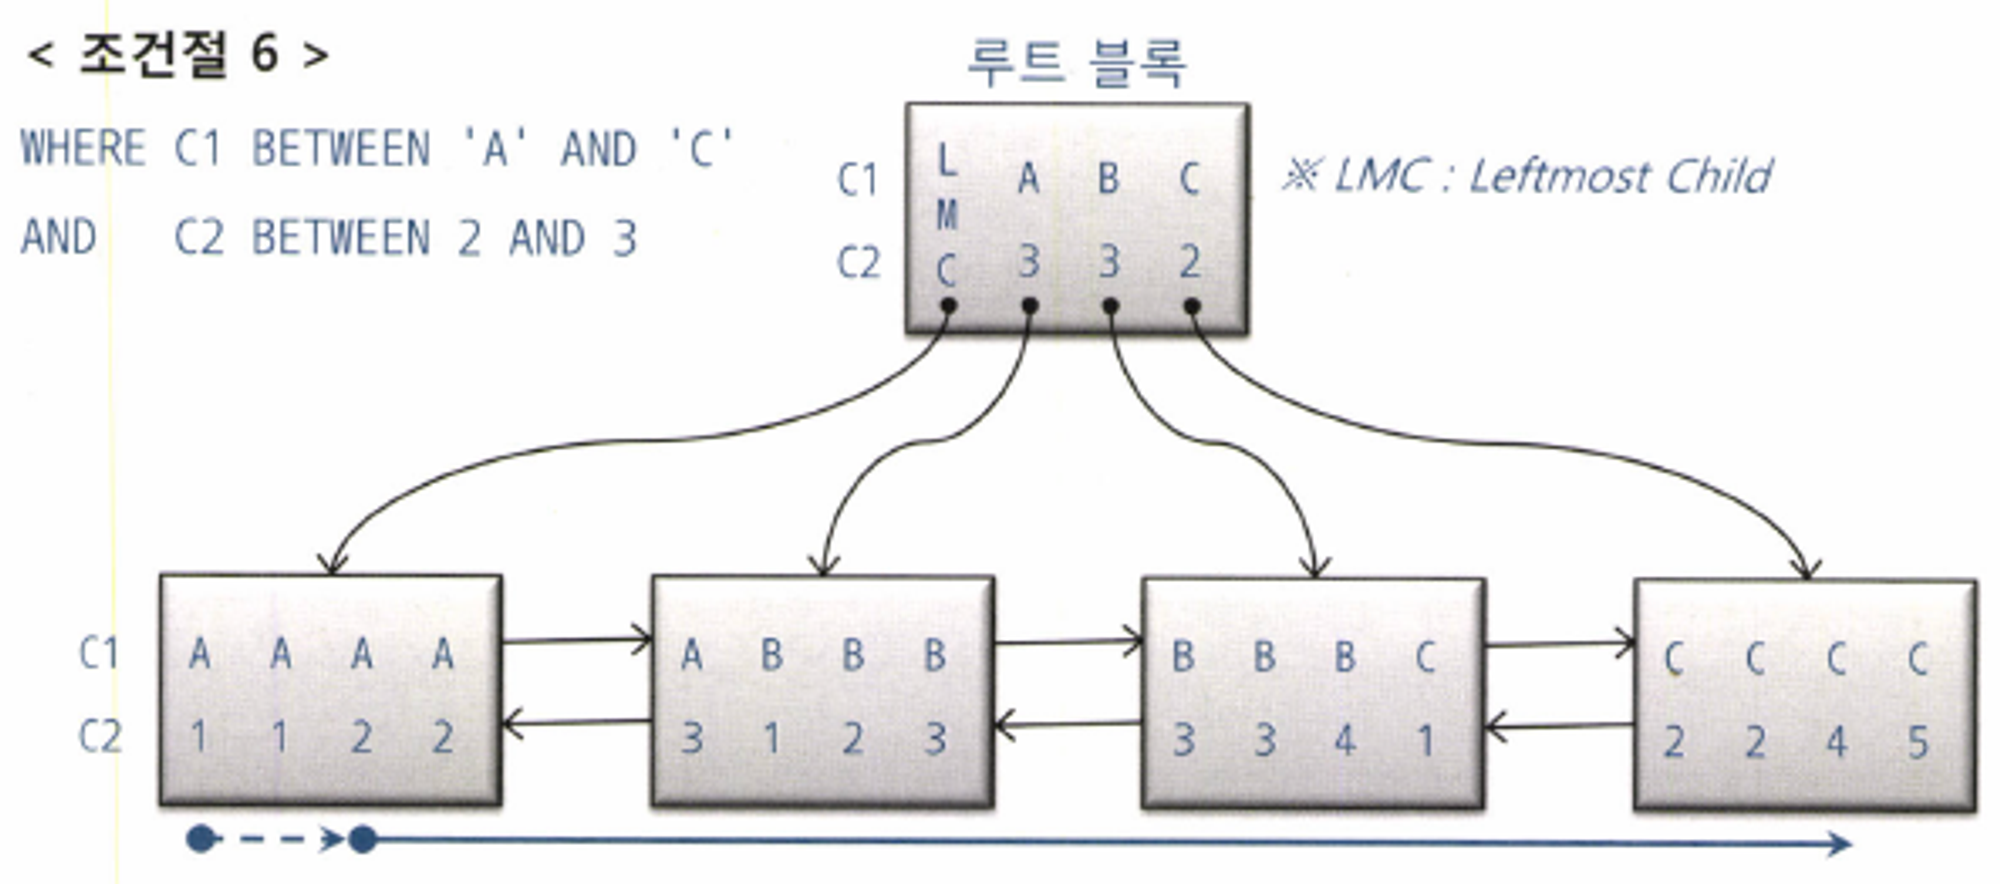 < 조건절 6 >
WHERE C1 BETWEEN 'A' AND 'C'
AND C2 BETWEEN 2 AND 3
루트 블록
C1 LMC A B C
C2 3 3 2
※ LMC : Leftmost Child
C1 A A A A A B B B B B B C C C C C
C2 1 1 2 2 3 1 2 3 3 3 4 1 2 2 4 5